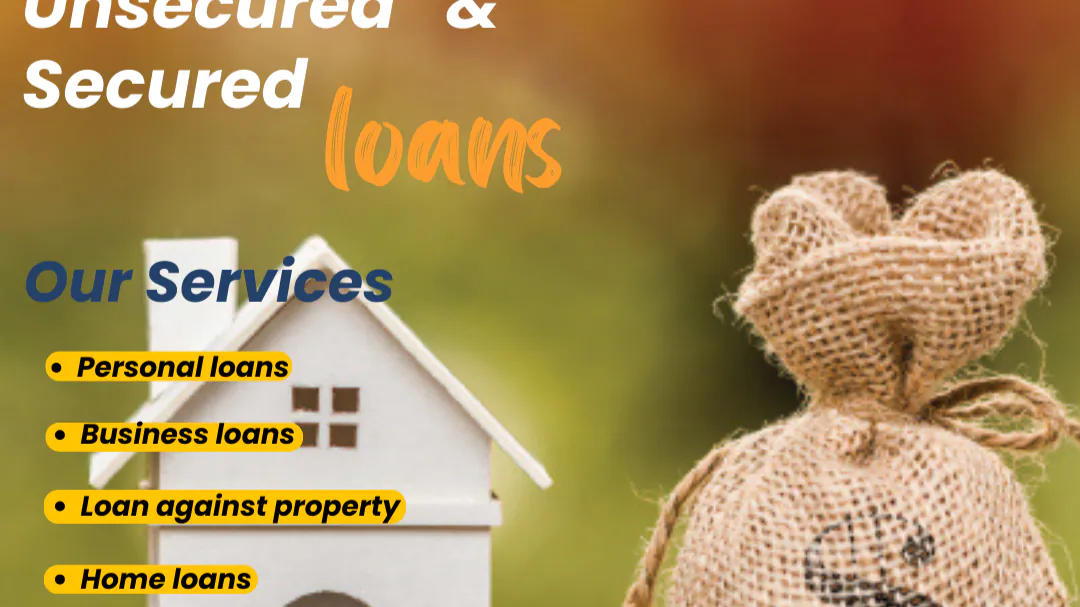 Unsecured &
Secured
loans
Our Services
• Personal loans
• Business loans
• Loan against property
• Home loans